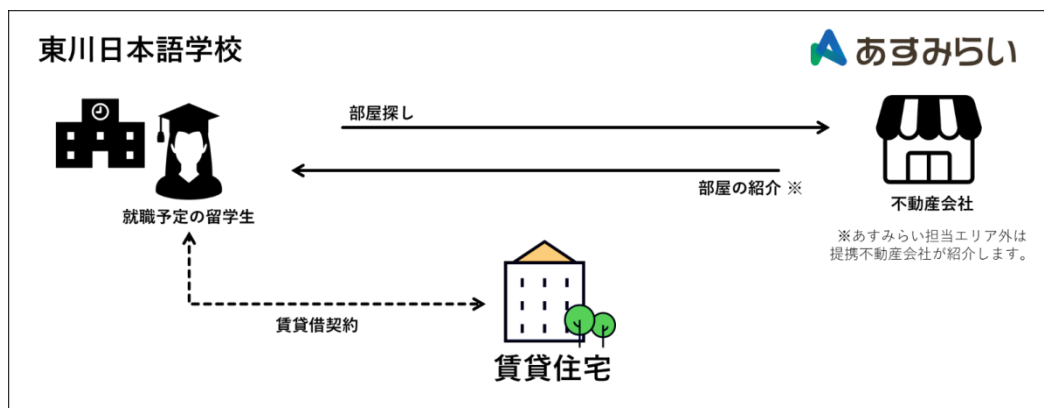 東川日本語学校
あすみらい
部屋探し
部屋の紹介 ※
就職予定の留学生
不動産会社
※あすみらい担当エリア外は
提携不動産会社が紹介します。
賃貸借契約
賃貸住宅